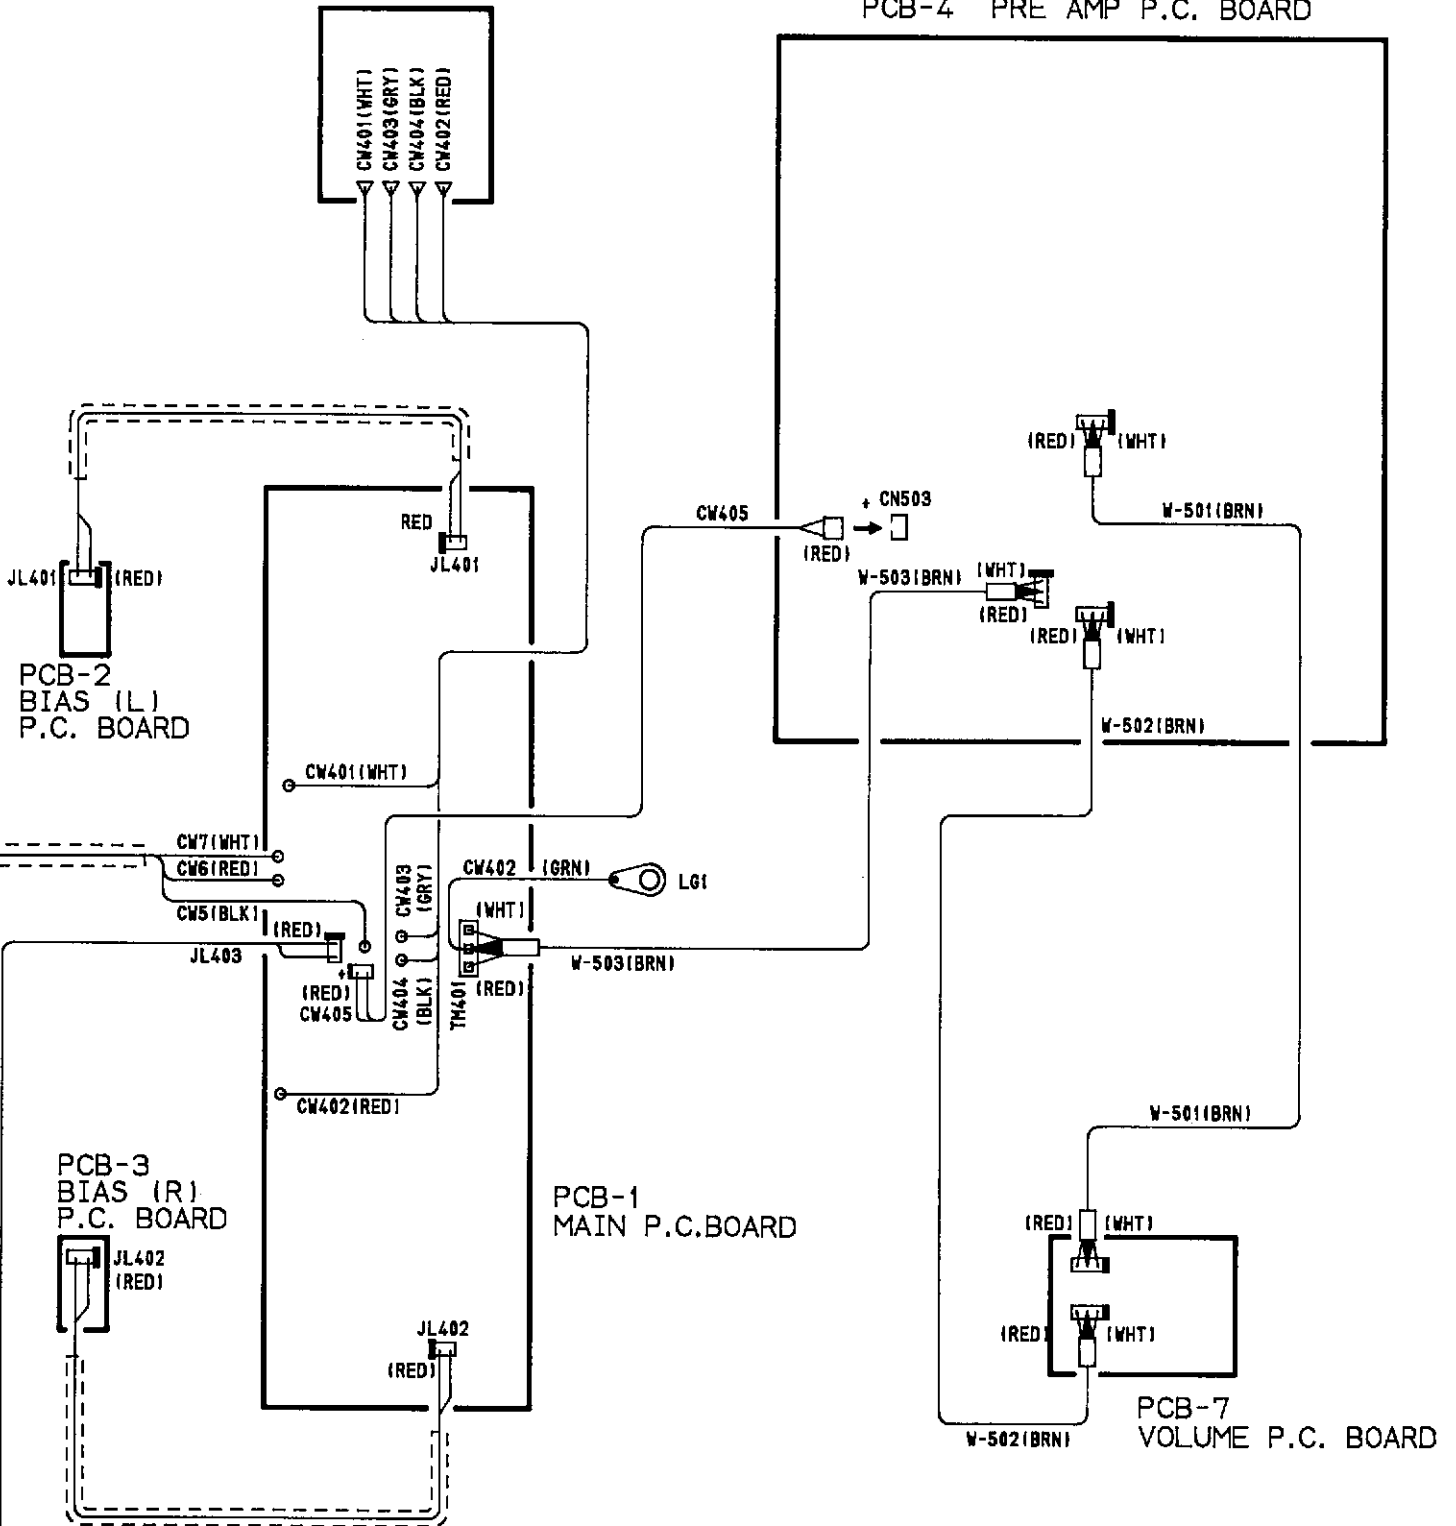 PCB-4 PRE AMP P.C. BOARD
CW401(WHT)
CW403(GRY)
CW404(BLK)
CW402(RED)
(RED)
(WHT)
RED
JL401
CW405
+ CN503
(RED)
W-501(BRN)
JL401
(RED)
W-503(BRN)
(WHT)
(RED)
(RED)
(WHT)
PCB-2
BIAS (L)
P.C. BOARD
W-502(BRN)
CW401(WHT)
CW7(WHT)
CW6(RED)
CW5(BLK)
CW403
(GRY)
CW402 (GRN)
LG1
(WHT)
(RED)
JL403
+
(RED)
CW405
CW404
(BLK)
TM401
(RED)
W-503(BRN)
CW402(RED)
W-501(BRN)
PCB-3
BIAS (R)
P.C. BOARD
PCB-1
MAIN P.C.BOARD
(RED)
(WHT)
JL402
(RED)
JL402
(RED)
(RED)
(WHT)
PCB-7
VOLUME P.C. BOARD
W-502(BRN)